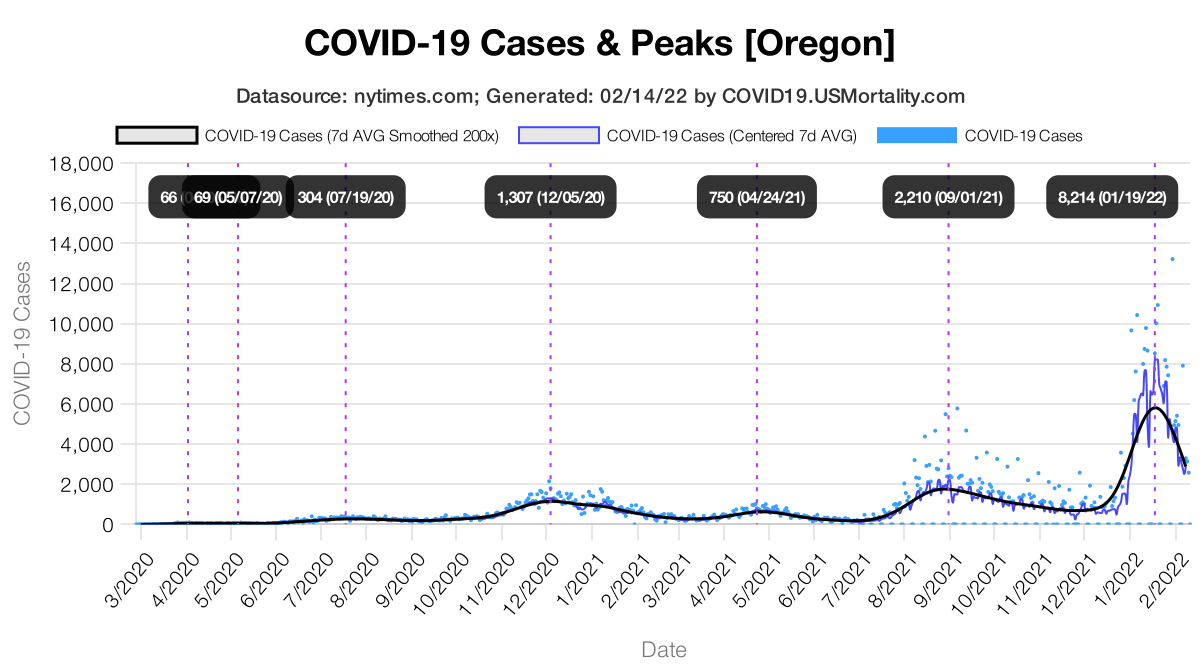 COVID-19 Cases & Peaks [Oregon]
Datasource: nytimes.com; Generated: 02/14/22 by COVID19.USMortality.com
COVID-19 Cases (7d AVG Smoothed 200x) COVID-19 Cases (Centered 7d AVG) COVID-19 Cases
18,000
66 69 (05/07/20) 304 (07/19/20) 1,307 (12/05/20) 750 (04/24/21) 2,210 (09/01/21) 8,214 (01/19/22)
16,000
14,000
12,000
10,000
8,000
6,000
4,000
2,000
0
COVID-19 Cases
3/2020 4/2020 5/2020 6/2020 7/2020 8/2020 9/2020 10/2020 11/2020 12/2020 1/2021 2/2021 3/2021 4/2021 5/2021 6/2021 7/2021 8/2021 9/2021 10/2021 11/2021 12/2021 1/2022 2/2022
Date